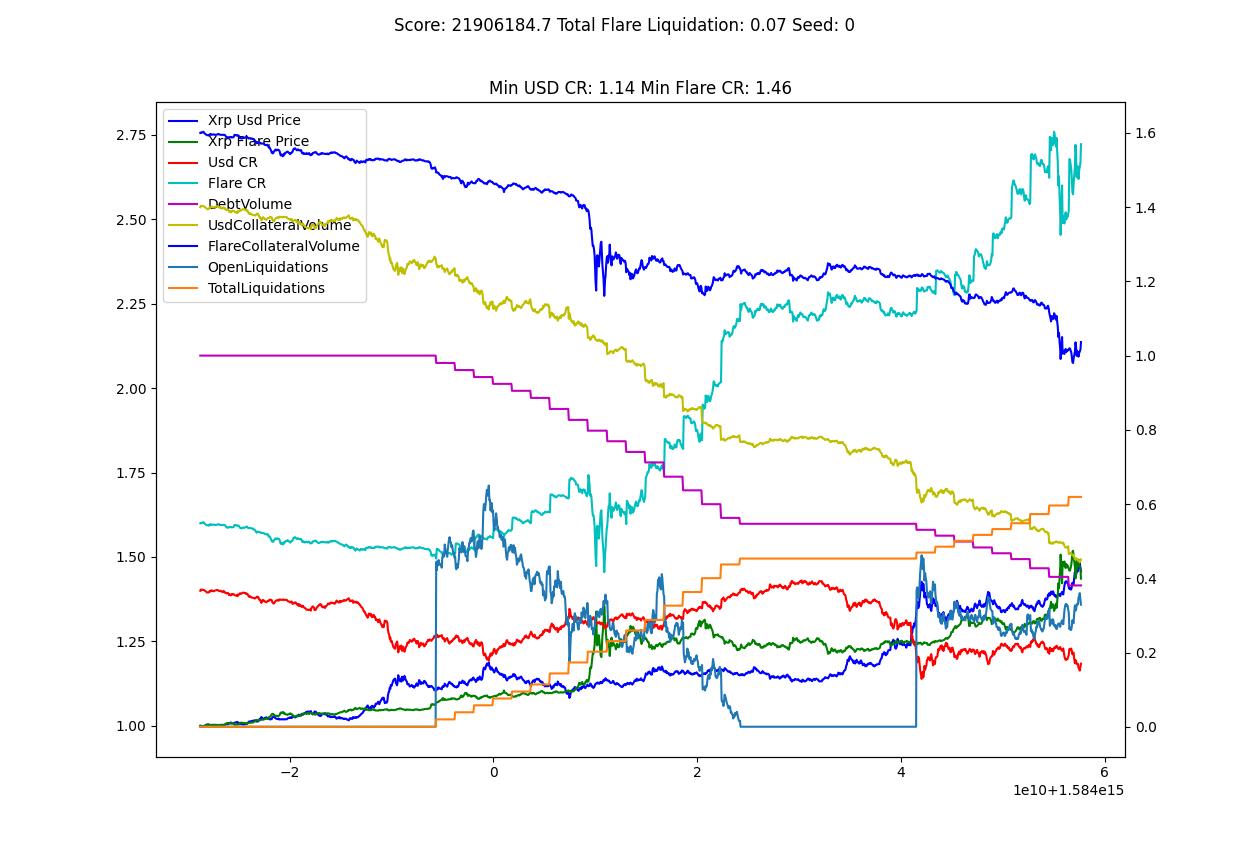 Score: 21906184.7 Total Flare Liquidation: 0.07 Seed: 0
Min USD CR: 1.14 Min Flare CR: 1.46
Xrp Usd Price
Xrp Flare Price
Usd CR
Flare CR
DebtVolume
UsdCollateralVolume
FlareCollateralVolume
OpenLiquidations
TotalLiquidations
2.75
2.50
2.25
2.00
1.75
1.50
1.25
1.00
1.6
1.4
1.2
1.0
0.8
0.6
0.4
0.2
0.0
−2 0 2 4 6
1e10+1.584e15